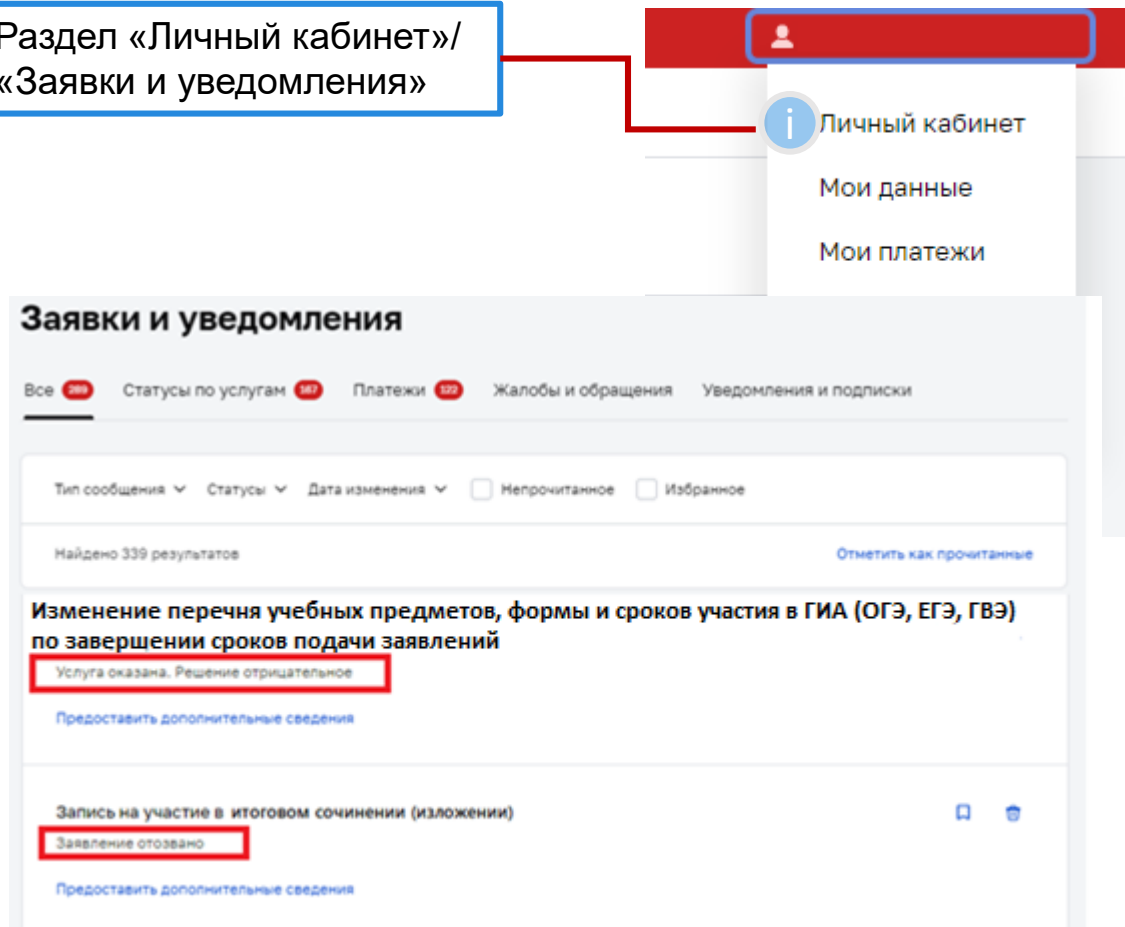 Раздел «Личный кабинет»/
«Заявки и уведомления»
i
Личный кабинет
Мои данные
Мои платежи
Заявки и уведомления
Все 289 Статусы по услугам 167 Платежи 122 Жалобы и обращения Уведомления и подписки
Тип сообщения Статусы Дата изменения Непрочитанное Избранное
Найдено 339 результатов Отметить как прочитанные
Изменение перечня учебных предметов, формы и сроков участия в ГИА (ОГЭ, ЕГЭ, ГВЭ)
по завершении сроков подачи заявлений
Услуга оказана. Решение отрицательное
Предоставить дополнительные сведения
Запись на участие в итоговом сочинении (изложении)
Заявление отозвано
Предоставить дополнительные сведения